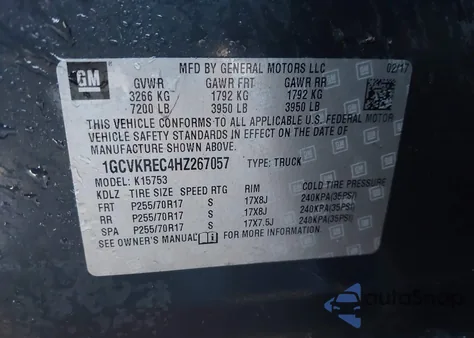 GM
MFD BY GENERAL MOTORS LLC 02/17
GVWR GAWR FRT GAWR RR
3266 KG 1792 KG 1792 KG
7200 LB 3950 LB 3950 LB
THIS VEHICLE CONFORMS TO ALL APPLICABLE U.S. FEDERAL MOTOR
VEHICLE SAFETY STANDARDS IN EFFECT ON THE DATE OF
MANUFACTURE SHOWN ABOVE.
1GCVKREC4HZ267057 TYPE: TRUCK
MODEL: K15753
KDLZ TIRE SIZE SPEED RTG RIM COLD TIRE PRESSURE
FRT P255/70R17 S 17X8J 240KPA(35PSI)
RR P255/70R17 S 17X8J 240KPA(35PSI)
SPA P255/70R17 S 17X7.5J 240KPA(35PSI)
SEE OWNER'S MANUAL FOR MORE INFORMATION.
autoSnap